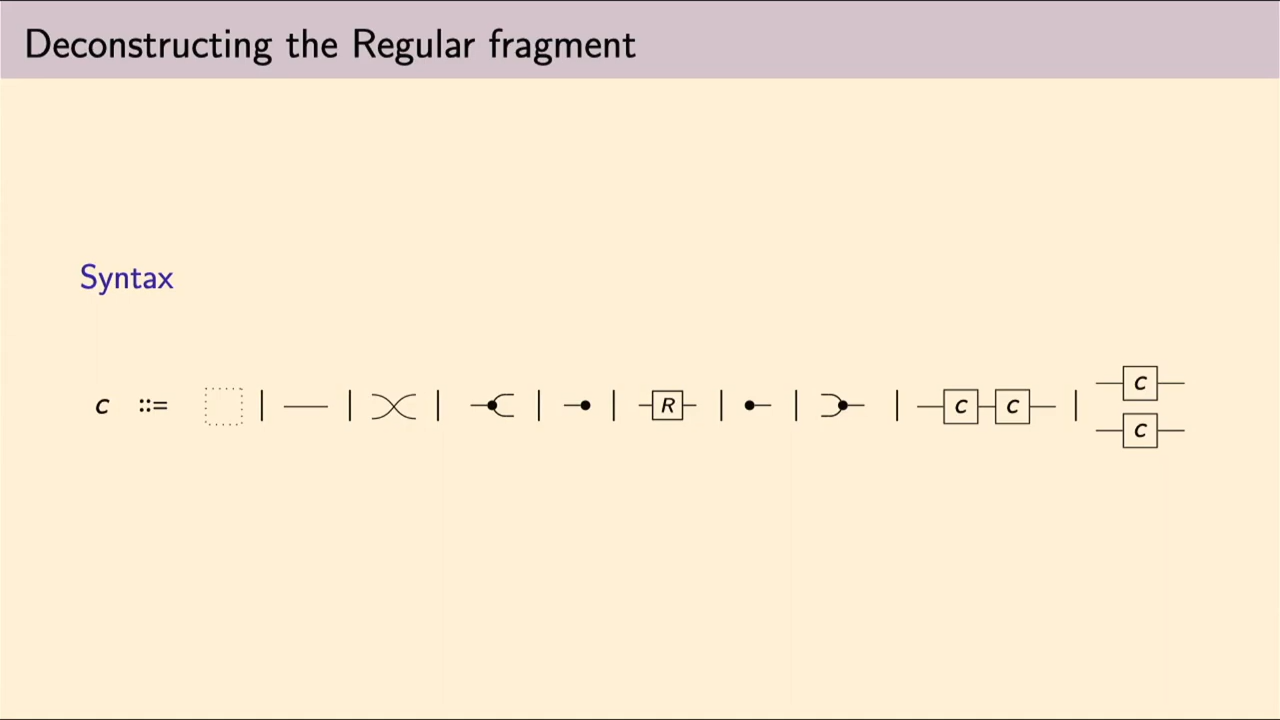 Deconstructing the Regular fragment
Syntax
c ::= | | | | | R | | | c c | c
c